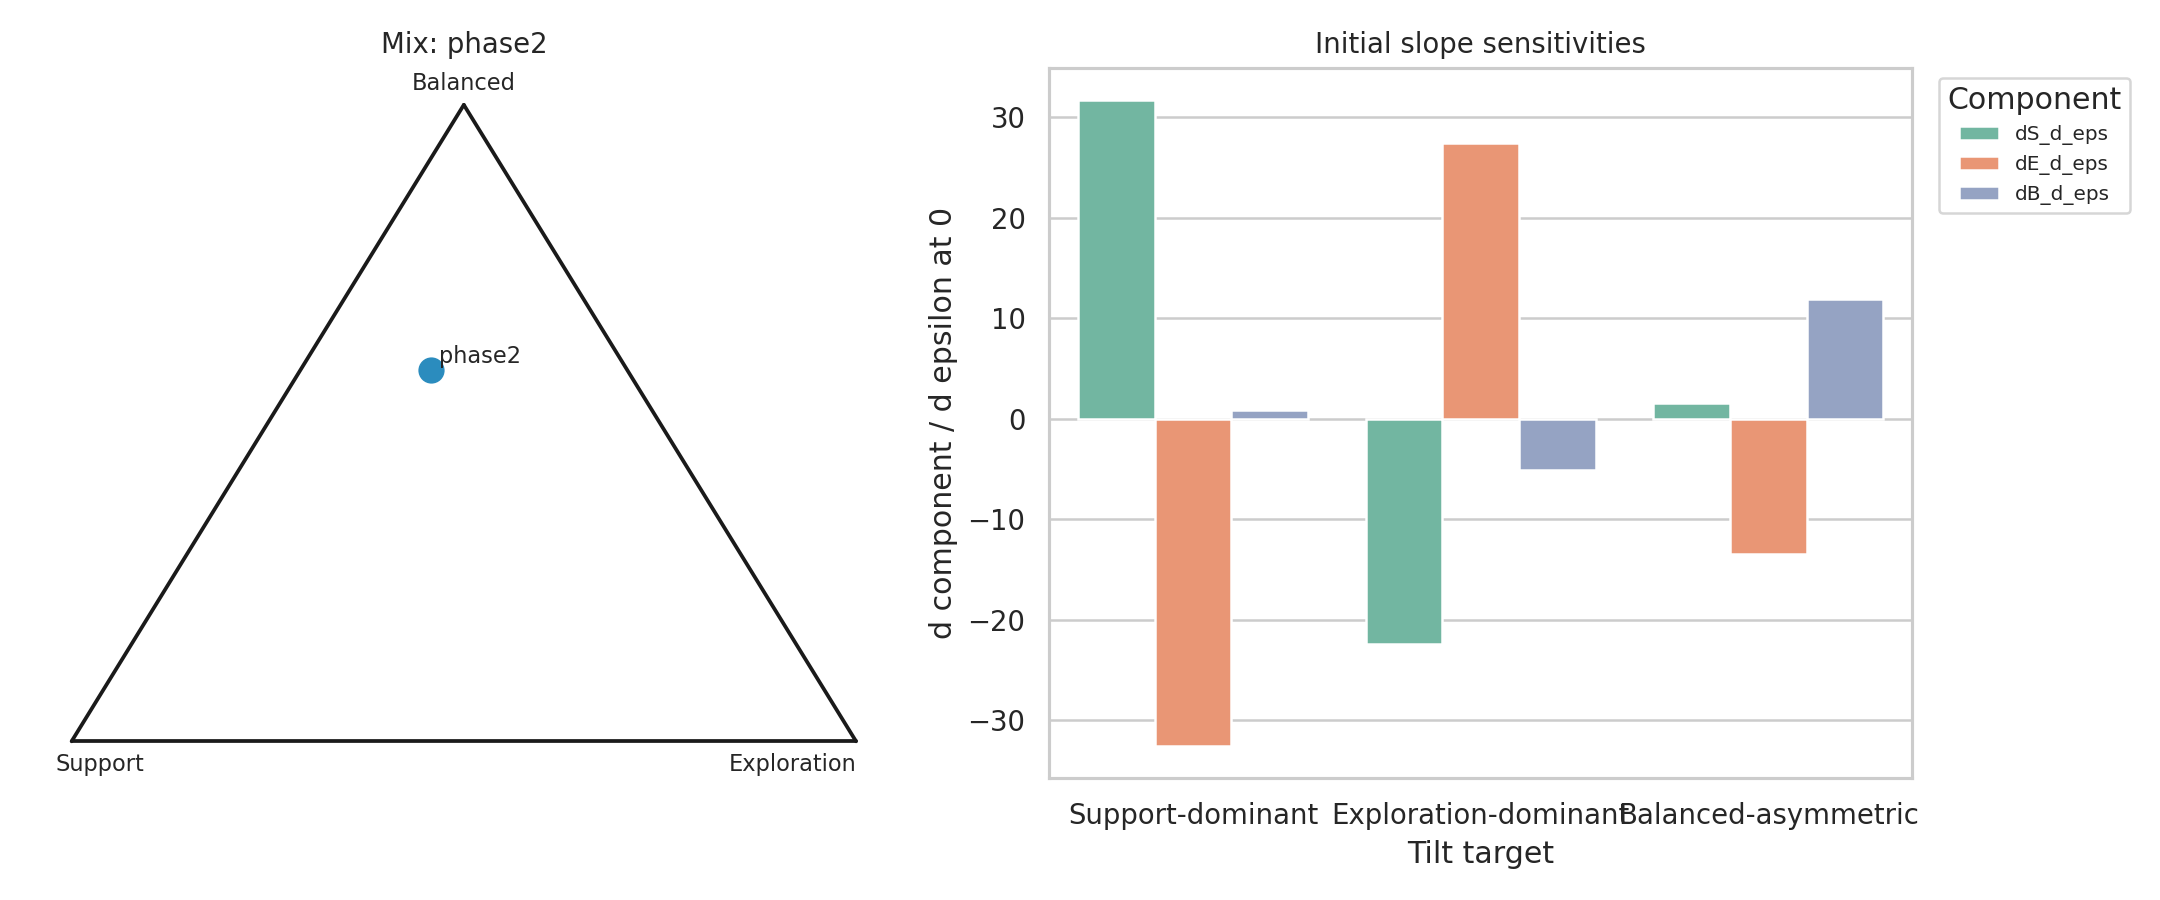 Mix: phase2
Balanced
phase2
Support
Exploration
Initial slope sensitivities
d component / d epsilon at 0
30
20
10
0
−10
−20
−30
Support-dominant
Exploration-dominant
Balanced-asymmetric
Tilt target
Component
dS_d_eps
dE_d_eps
dB_d_eps